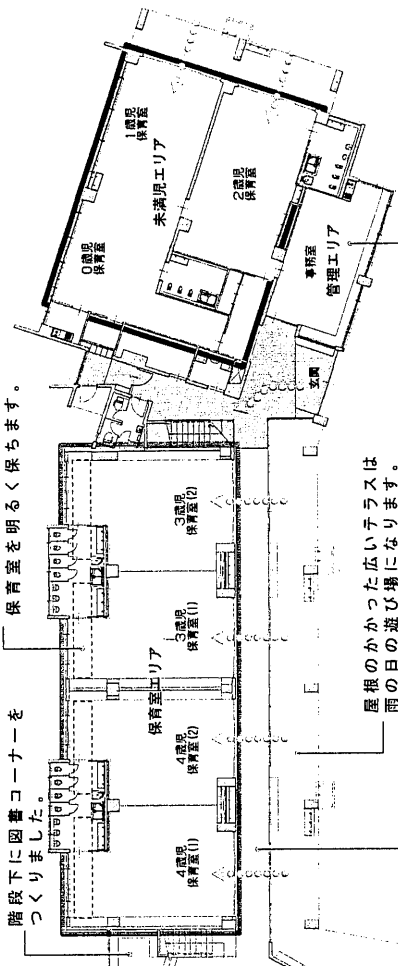 保育室を明るく保ちます。
階段下に図書コーナーを
つくりました。
0歳児
保育室
1歳児
保育室
未満児エリア
2歳児
保育室
事務室
管理エリア
玄関
3歳児
保育室(2)
3歳児
保育室(1)
保育室エリア
4歳児
保育室(2)
4歳児
保育室(1)
屋根のかかった広いテラスは
雨の日の遊び場になります。